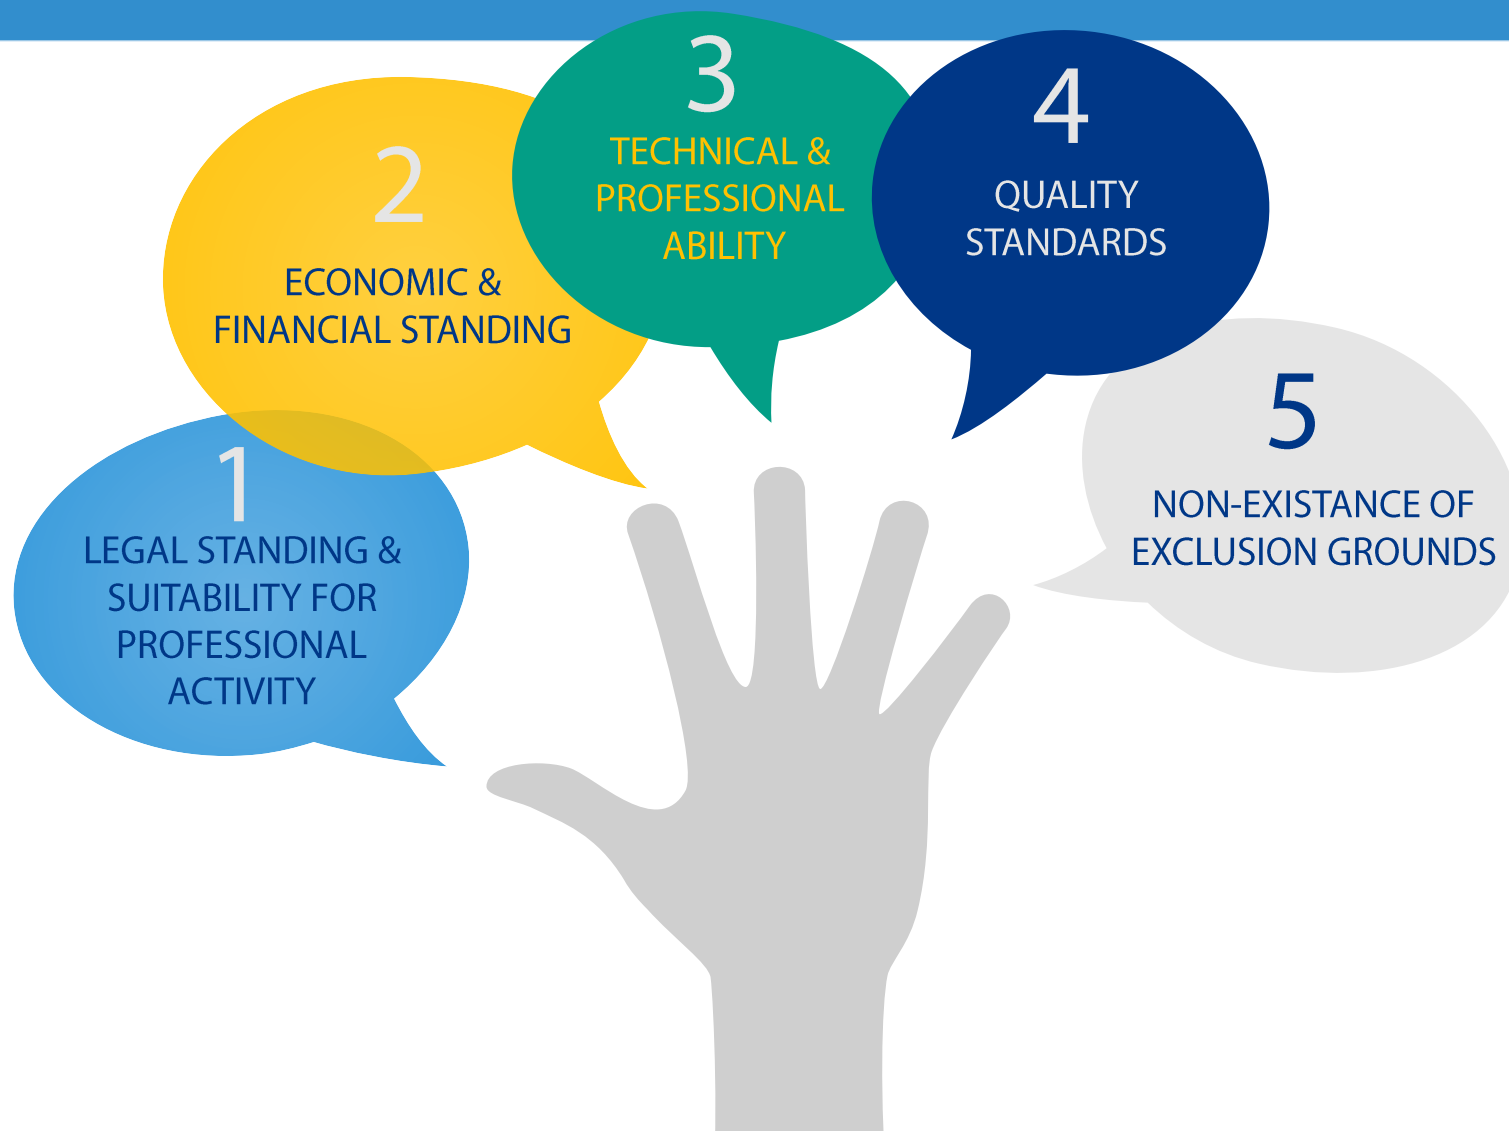 1
LEGAL STANDING &
SUITABILITY FOR
PROFESSIONAL
ACTIVITY
2
ECONOMIC &
FINANCIAL STANDING
3
TECHNICAL &
PROFESSIONAL
ABILITY
4
QUALITY
STANDARDS
5
NON-EXISTANCE OF
EXCLUSION GROUNDS